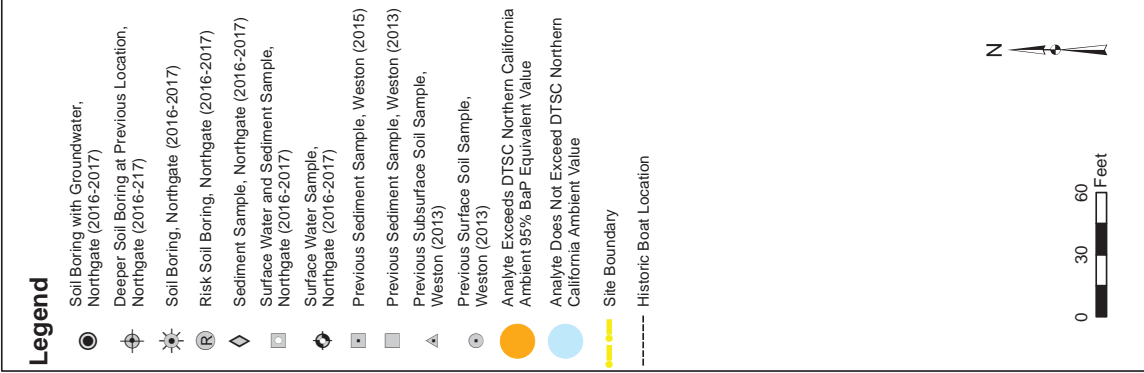 Legend
Soil Boring with Groundwater,
Northgate (2016-2017)
Deeper Soil Boring at Previous Location,
Northgate (2016-217)
Soil Boring, Northgate (2016-2017)
R
Risk Soil Boring, Northgate (2016-2017)
Sediment Sample, Northgate (2016-2017)
Surface Water and Sediment Sample,
Northgate (2016-2017)
Surface Water Sample,
Northgate (2016-2017)
Previous Sediment Sample, Weston (2015)
Previous Sediment Sample, Weston (2013)
Previous Subsurface Soil Sample,
Weston (2013)
Previous Surface Soil Sample,
Weston (2013)
Analyte Exceeds DTSC Northern California
Ambient 95% BaP Equivalent Value
Analyte Does Not Exceed DTSC Northern
California Ambient Value
Site Boundary
Historic Boat Location
N
0 30 60
Feet